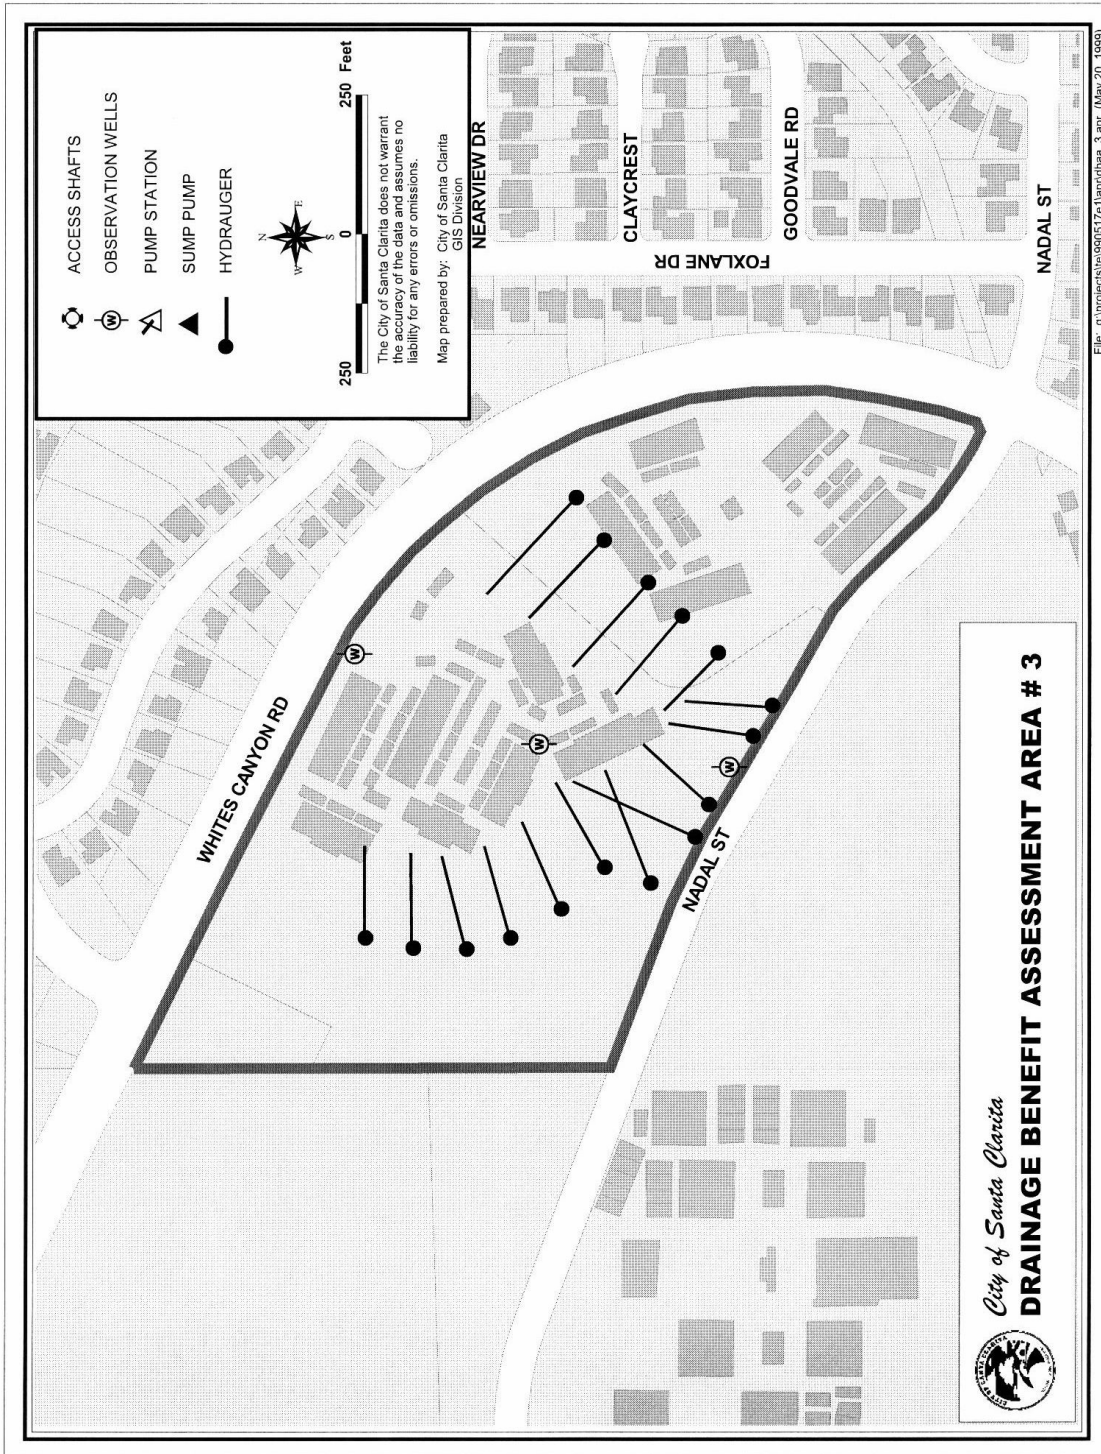 ACCESS SHAFTS
OBSERVATION WELLS
PUMP STATION
SUMP PUMP
HYDRAUGER
N
W
E
S
250
0
250 Feet
The City of Santa Clarita does not warrant
the accuracy of the data and assumes no
liability for any errors or omissions.
Map prepared by: City of Santa Clarita
GIS Division
NEARVIEW DR
CLAYCREST
GOODVALE RD
FOXLANE DR
NADAL ST
WHITES CANYON RD
W
W
W
W
NADAL ST
City of Santa Clarita
DRAINAGE BENEFIT ASSESSMENT AREA # 3
(May 20, 1999)